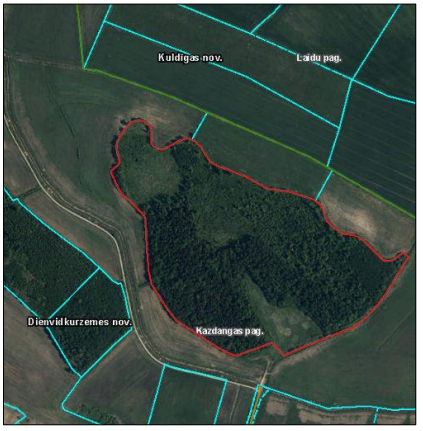 Kuldīgas nov.
Laidu pag.
Dienvidkurzemes nov.
Kazdangas pag.